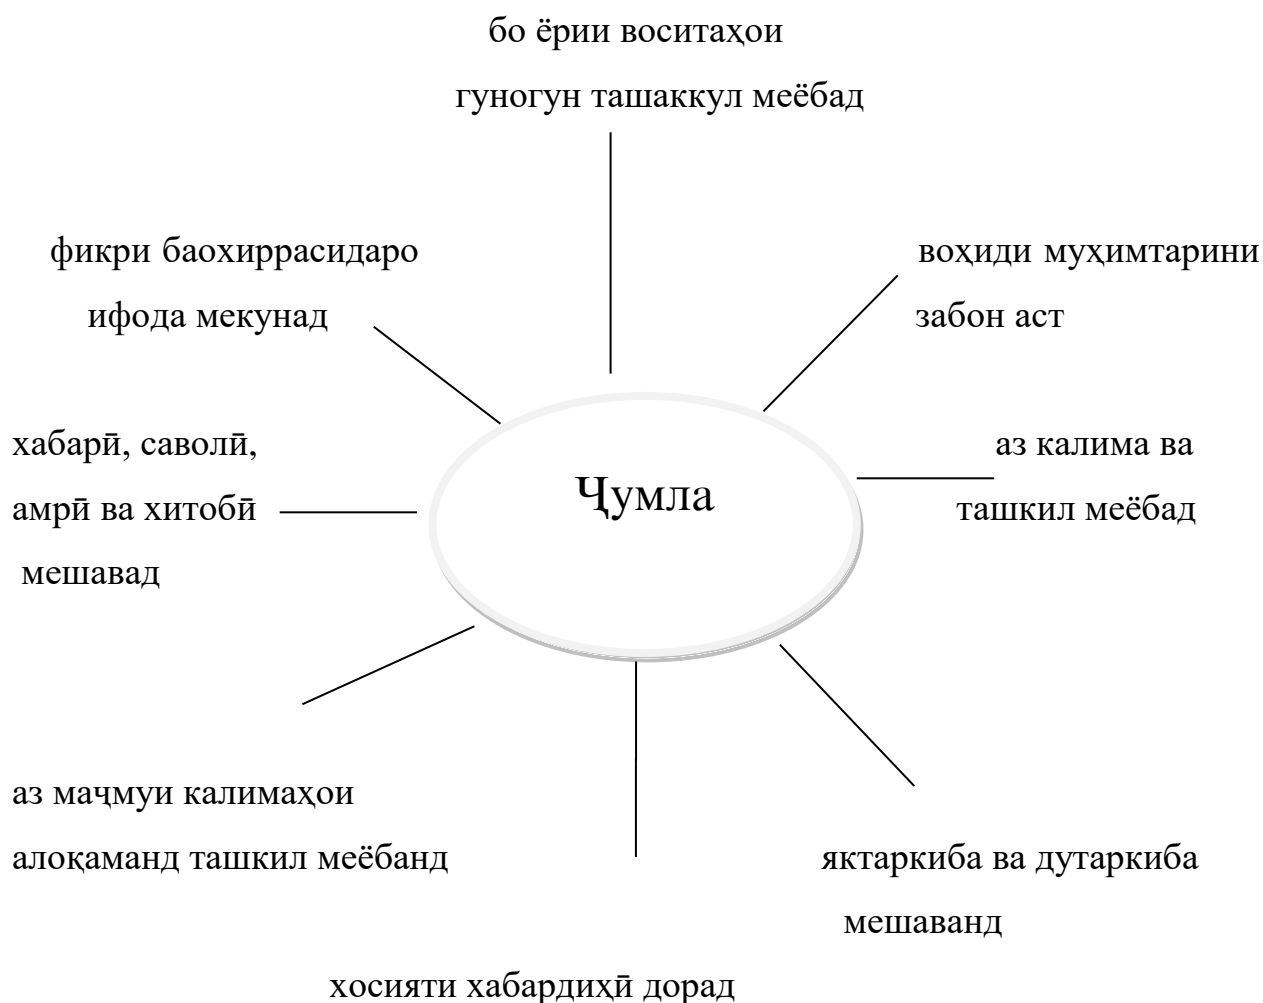 бо ёрии воситаҳои
гуногун ташаккул меёбад
фикри баохиррасидаро
ифода мекунад
воҳиди муҳимтарини
забон аст
хабарӣ, саволӣ,
амрӣ ва хитобӣ
мешавад
Ҷумла
аз калима ва
ташкил меёбад
аз маҷмуи калимаҳои
алоқаманд ташкил меёбанд
яктаркиба ва дутаркиба
мешаванд
хосияти хабардиҳӣ дорад